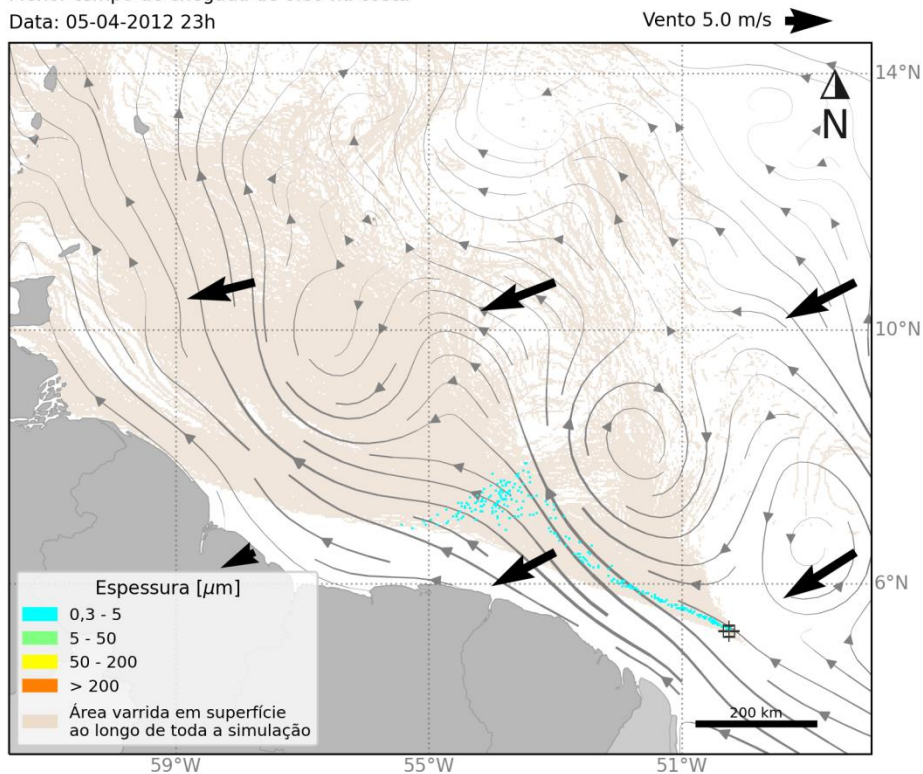 Data: 05-04-2012 23h
Vento 5.0 m/s
14°N
N
10°N
6°N
Espessura [μm]
0,3 - 5
5 - 50
50 - 200
> 200
Área varrida em superfície
ao longo de toda a simulação
200 km
59°W
55°W
51°W